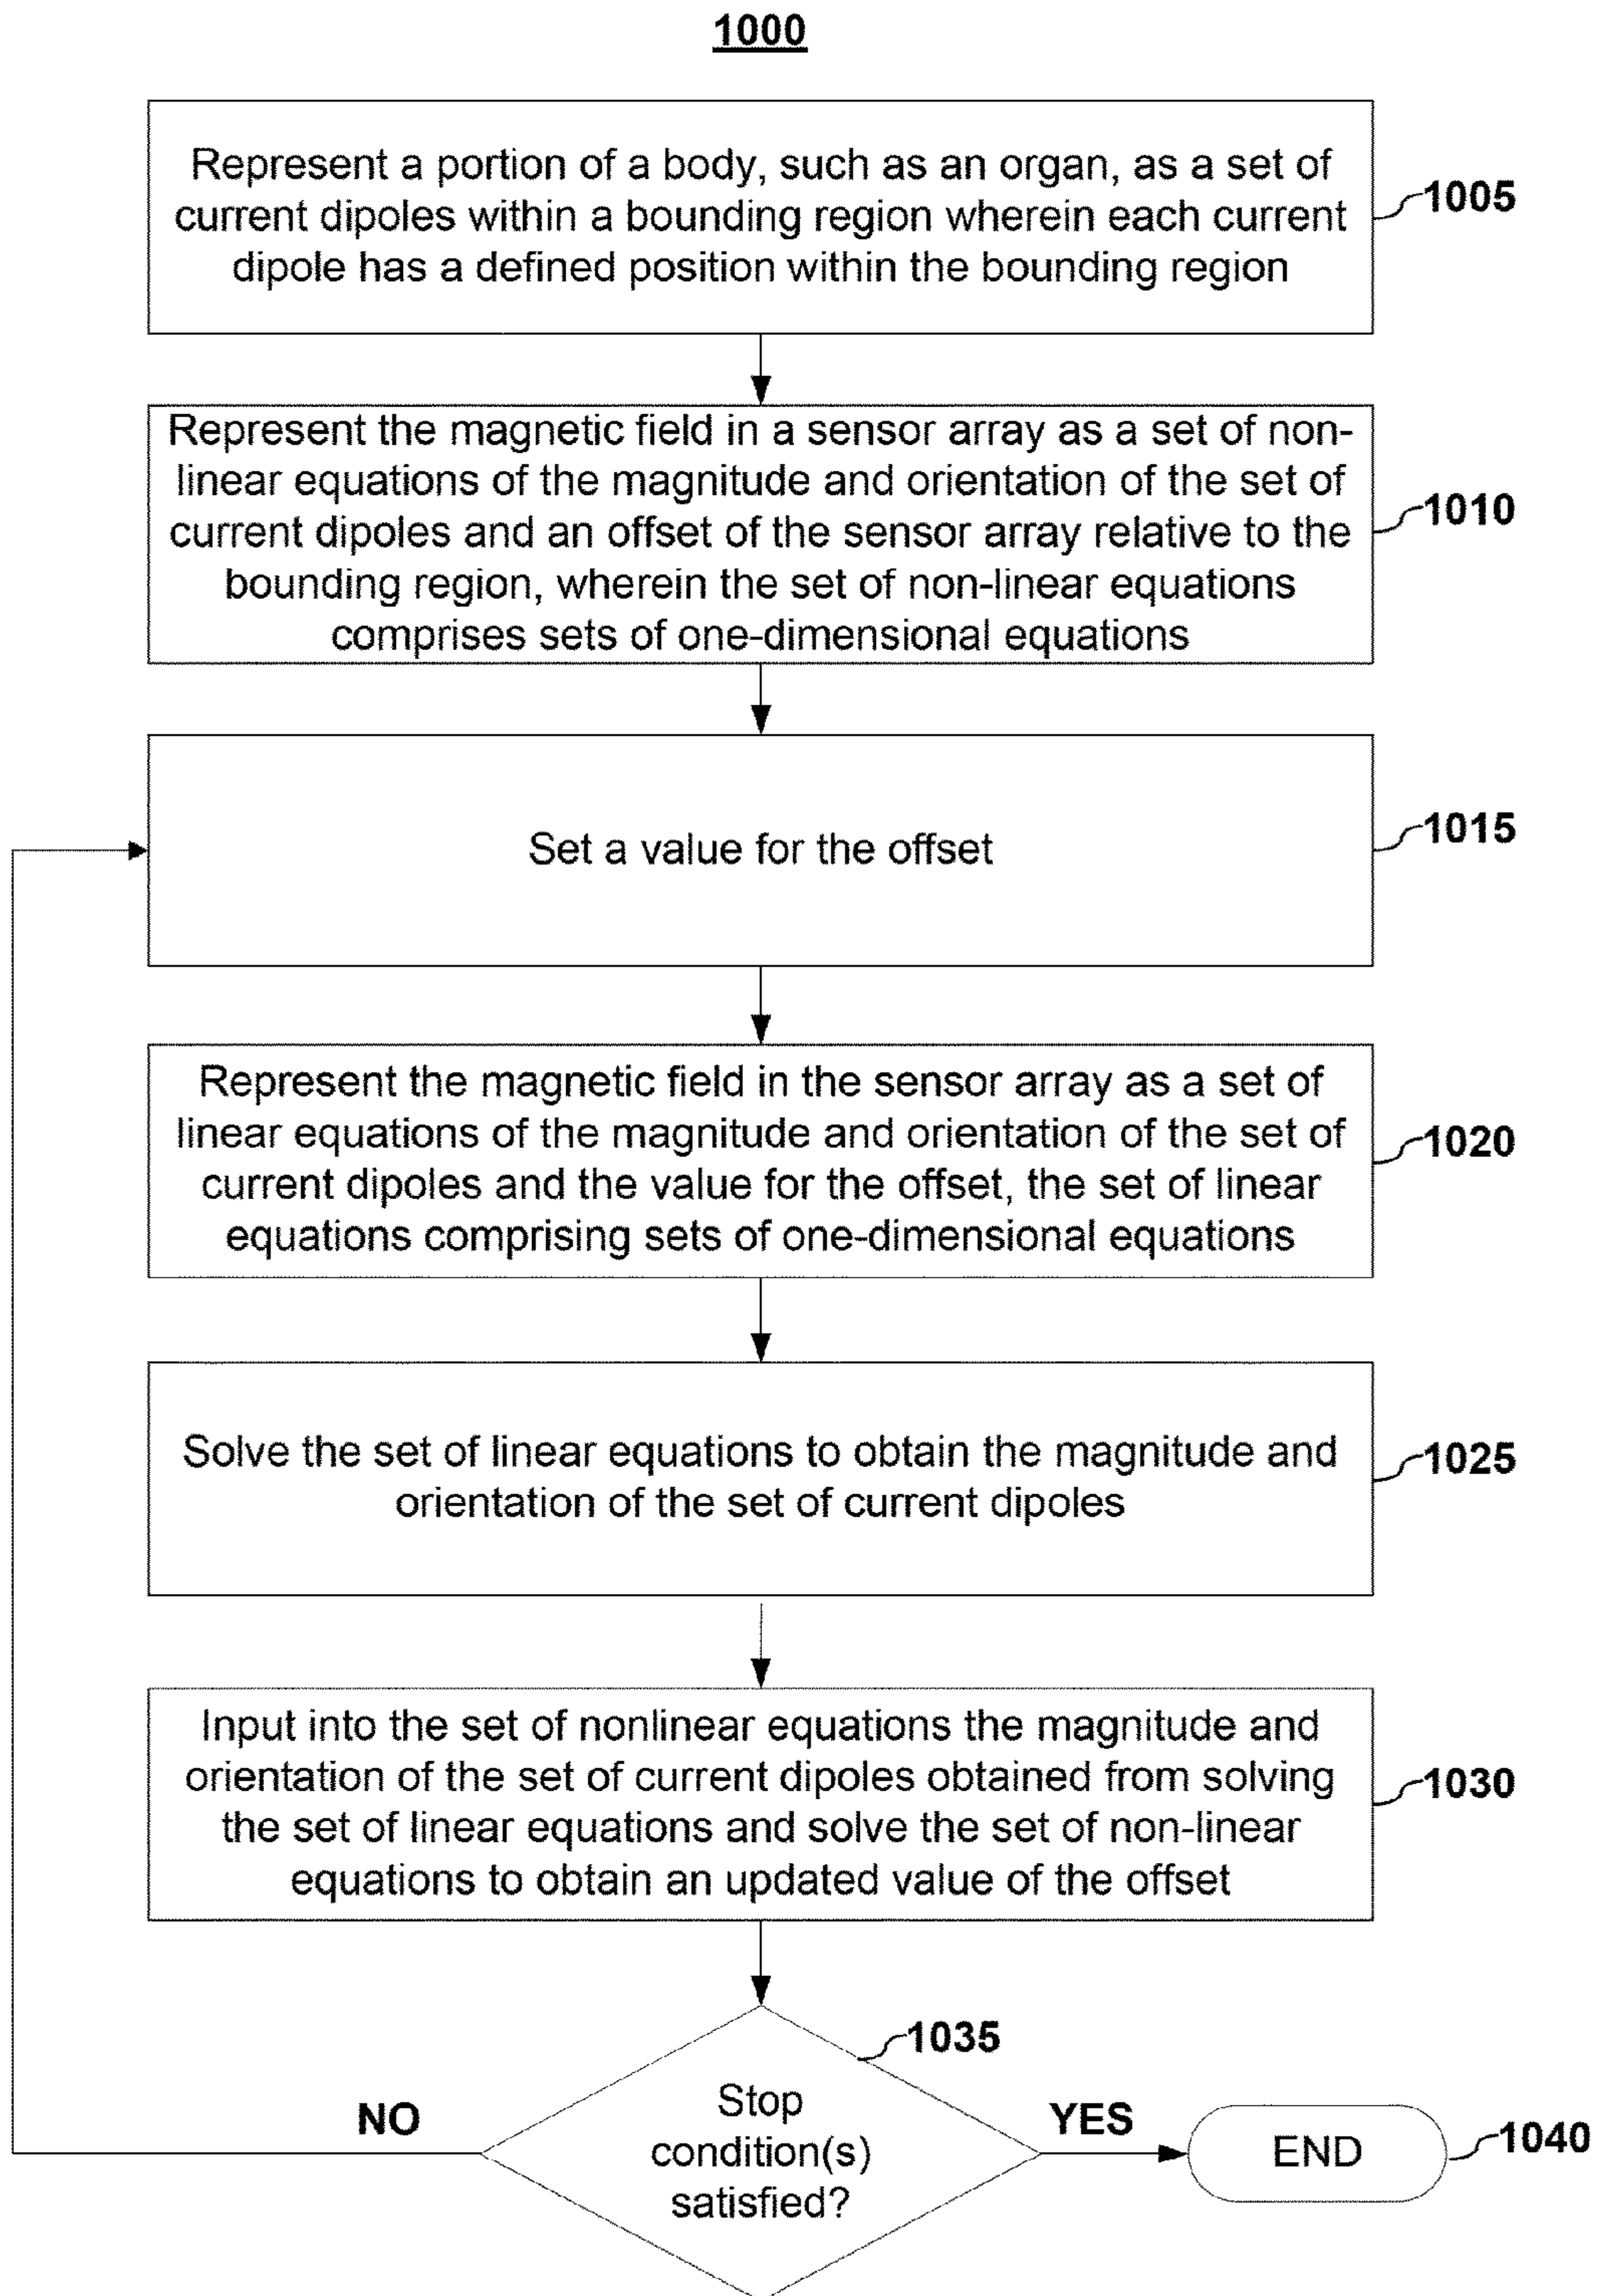 1000
Represent a portion of a body, such as an organ, as a set of
current dipoles within a bounding region wherein each current
dipole has a defined position within the bounding region
1005
Represent the magnetic field in a sensor array as a set of non-
linear equations of the magnitude and orientation of the set of
current dipoles and an offset of the sensor array relative to the
bounding region, wherein the set of non-linear equations
comprises sets of one-dimensional equations
1010
Set a value for the offset
1015
Represent the magnetic field in the sensor array as a set of
linear equations of the magnitude and orientation of the set of
current dipoles and the value for the offset, the set of linear
equations comprising sets of one-dimensional equations
1020
Solve the set of linear equations to obtain the magnitude and
orientation of the set of current dipoles
1025
Input into the set of nonlinear equations the magnitude and
orientation of the set of current dipoles obtained from solving
the set of linear equations and solve the set of non-linear
equations to obtain an updated value of the offset
1030
1035
Stop
condition(s)
satisfied?
NO
YES
END
1040